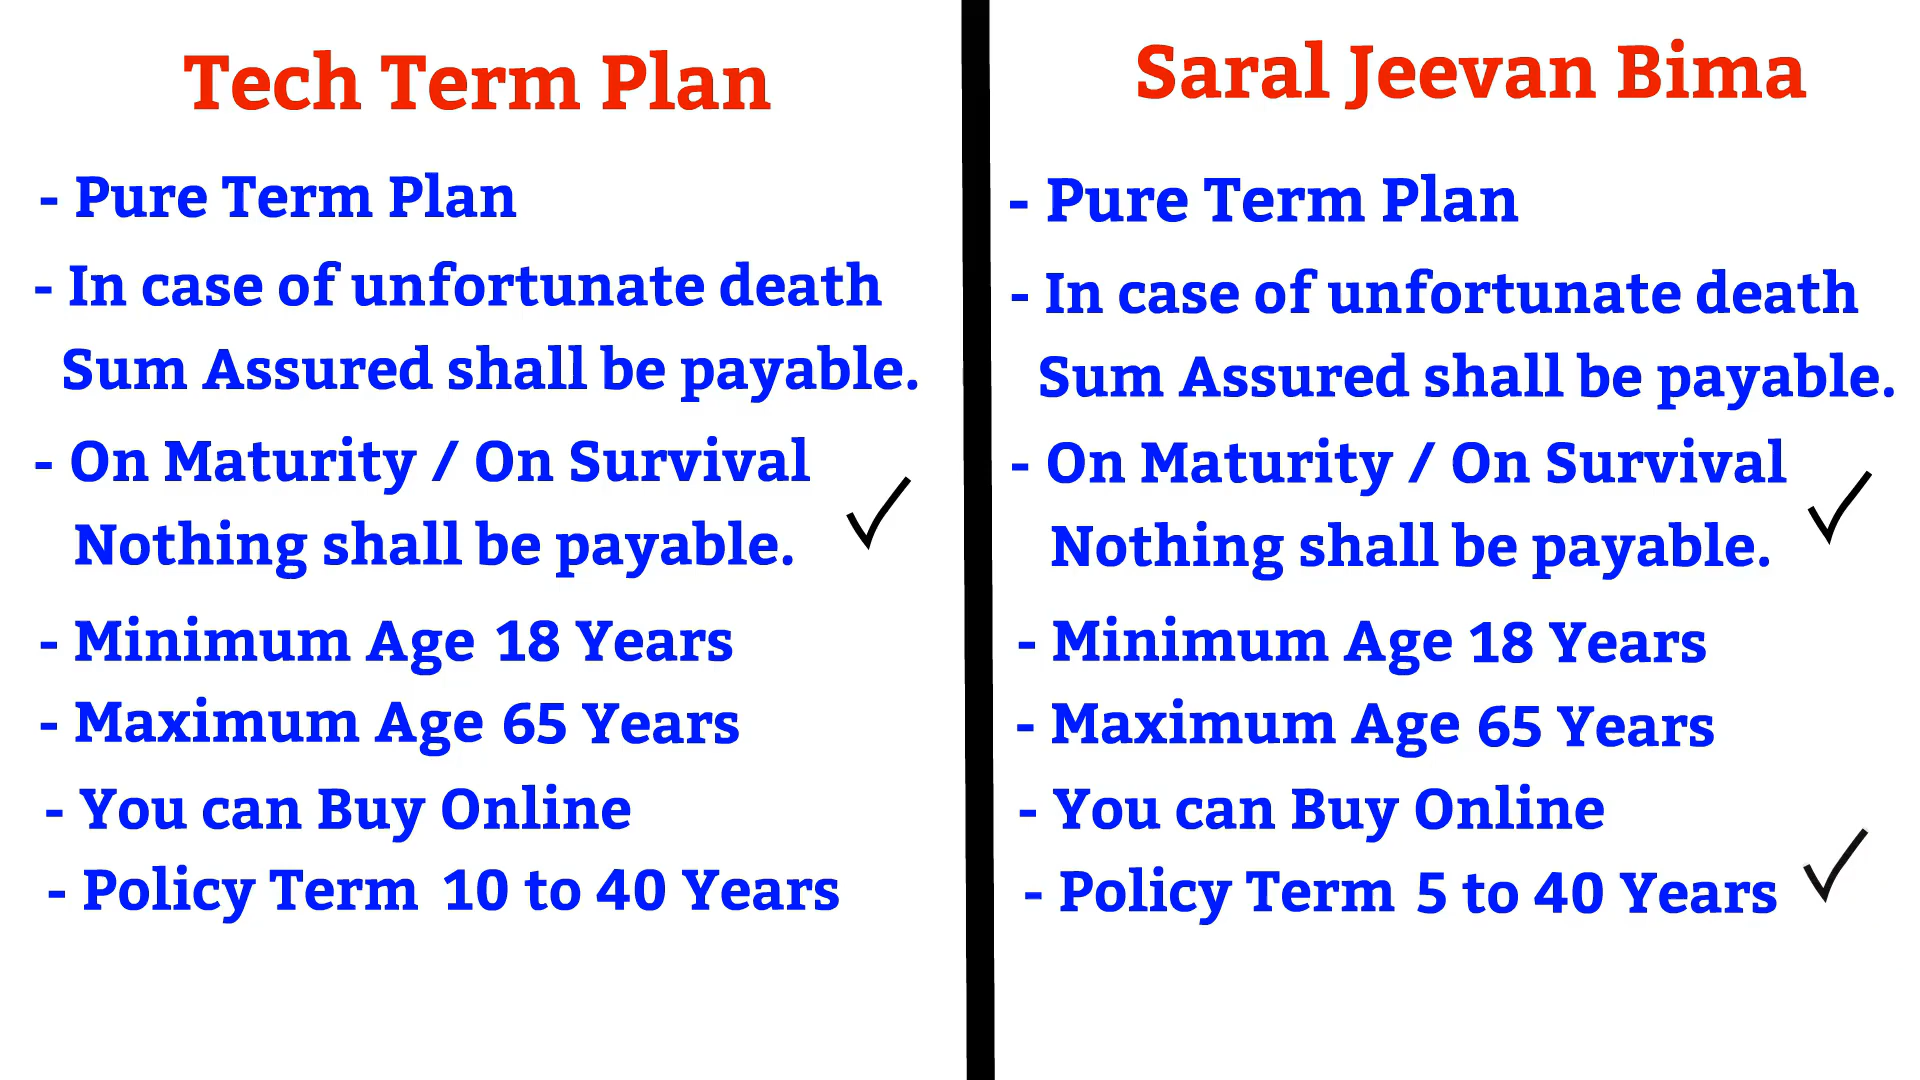 Tech Term Plan
- Pure Term Plan
- In case of unfortunate death
Sum Assured shall be payable.
- On Maturity / On Survival
Nothing shall be payable.
- Minimum Age 18 Years
- Maximum Age 65 Years
- You can Buy Online
- Policy Term 10 to 40 Years
Saral Jeevan Bima
- Pure Term Plan
- In case of unfortunate death
Sum Assured shall be payable.
- On Maturity / On Survival
Nothing shall be payable.
- Minimum Age 18 Years
- Maximum Age 65 Years
- You can Buy Online
- Policy Term 5 to 40 Years